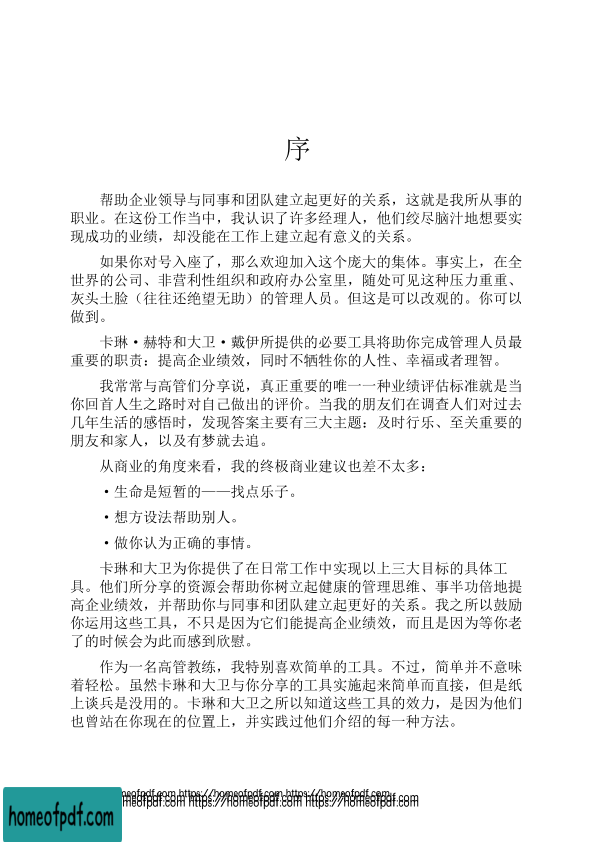 序
帮助企业领导与同事和团队建立起更好的关系，这就是我所从事的
职业。在这份工作当中，我认识了许多经理人，他们绞尽脑汁地想要实
现成功的业绩，却没能在工作上建立起有意义的关系。
如果你对号入座了，那么欢迎加入这个庞大的集体。事实上，在全
世界的公司、非营利性组织和政府办公室里，随处可见这种压力重重、
灰头土脸（往往还绝望无助）的管理人员。但这是可以改观的。你可以
做到。
卡琳·赫特和大卫·戴伊所提供的必要工具将助你完成管理人员最
重要的职责：提高企业绩效，同时不牺牲你的人性、幸福或者理智。
我常常与高管们分享说，真正重要的唯一一种业绩评估标准就是当
你回首人生之路时对自己做出的评价。当我的朋友们在调查人们对过去
几年生活的感悟时，发现答案主要有三大主题：及时行乐、至关重要的
朋友和家人，以及有梦就去追。
从商业的角度来看，我的终极商业建议也差不太多：
·生命是短暂的——找点乐子。
·想方设法帮助别人。
·做你认为正确的事情。
卡琳和大卫为你提供了在日常工作中实现以上三大目标的具体工
具。他们所分享的资源会帮助你树立起健康的管理思维、事半功倍地提
高企业绩效，并帮助你与同事和团队建立起更好的关系。我之所以鼓励
你运用这些工具，不只是因为它们能提高企业绩效，而且是因为等你老
了的时候会为此而感到欣慰。
作为一名高管教练，我特别喜欢简单的工具。不过，简单并不意味
着轻松。虽然卡琳和大卫与你分享的工具实施起来简单而直接，但是纸
上谈兵是没用的。卡琳和大卫之所以知道这些工具的效力，是因为他们
也曾站在你现在的位置上，并实践过他们介绍的每一种方法。
homeofpdf.com https://homeofpdf.com https://homeofpdf.com
homeofpdf.com https://homeofpdf.com https://homeofpdf.com
homeofpdf.com